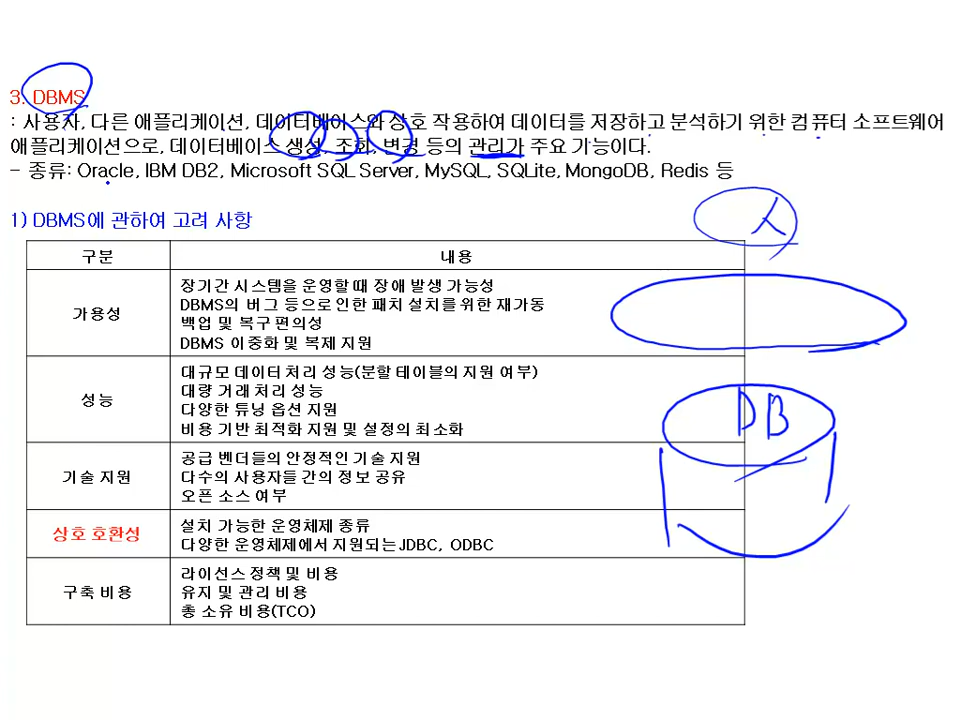 3. DBMS
: 사용자, 다른 애플리케이션, 데이터베이스와 상호 작용하여 데이터를 저장하고 분석하기 위한 컴퓨터 소프트웨어
애플리케이션으로, 데이터베이스 생성, 조회, 변경 등의 관리가 주요 기능이다.
- 종류: Oracle, IBM DB2, Microsoft SQL Server, MySQL, SQLite, MongoDB, Redis 등
1) DBMS에 관하여 고려 사항
구분 내용
가용성
장기간 시스템을 운영할 때 장애 발생 가능성
DBMS의 버그 등으로 인한 패치 설치를 위한 재가동
백업 및 복구 편의성
DBMS 이중화 및 복제 지원
성능
대규모 데이터 처리 성능(분할 테이블의 지원 여부)
대량 거래 처리 성능
다양한 튜닝 옵션 지원
비용 기반 최적화 지원 및 설정의 최소화
기술 지원
공급 벤더들의 안정적인 기술 지원
다수의 사용자들 간의 정보 공유
오픈 소스 여부
상호 호환성
설치 가능한 운영체제 종류
다양한 운영체제에서 지원되는 JDBC, ODBC
구축 비용
라이선스 정책 및 비용
유지 및 관리 비용
총 소유 비용(TCO)
DB